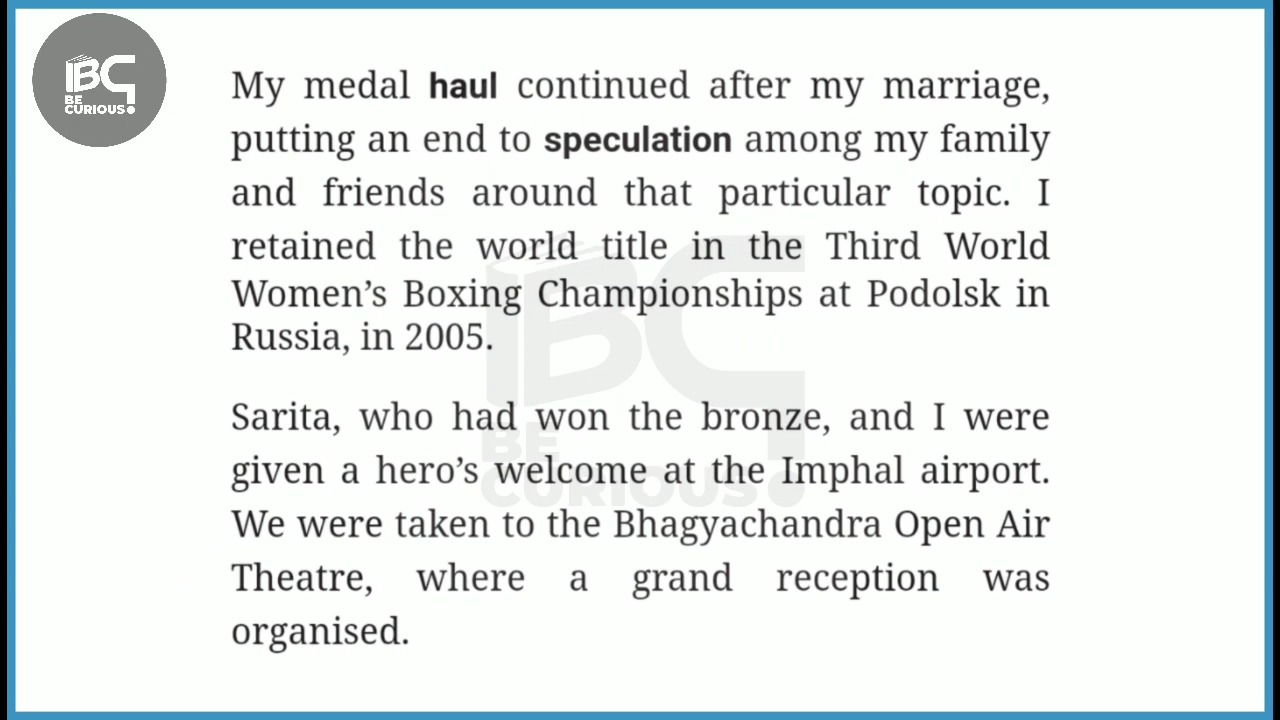 IBC
BE
CURIOUS!
My medal haul continued after my marriage,
putting an end to speculation among my family
and friends around that particular topic. I
retained the world title in the Third World
Women's Boxing Championships at Podolsk in
Russia, in 2005.
Sarita, who had won the bronze, and I were
given a hero's welcome at the Imphal airport.
We were taken to the Bhagyachandra Open Air
Theatre, where a grand reception was
organised.
IBC
BE
CURIOUS!